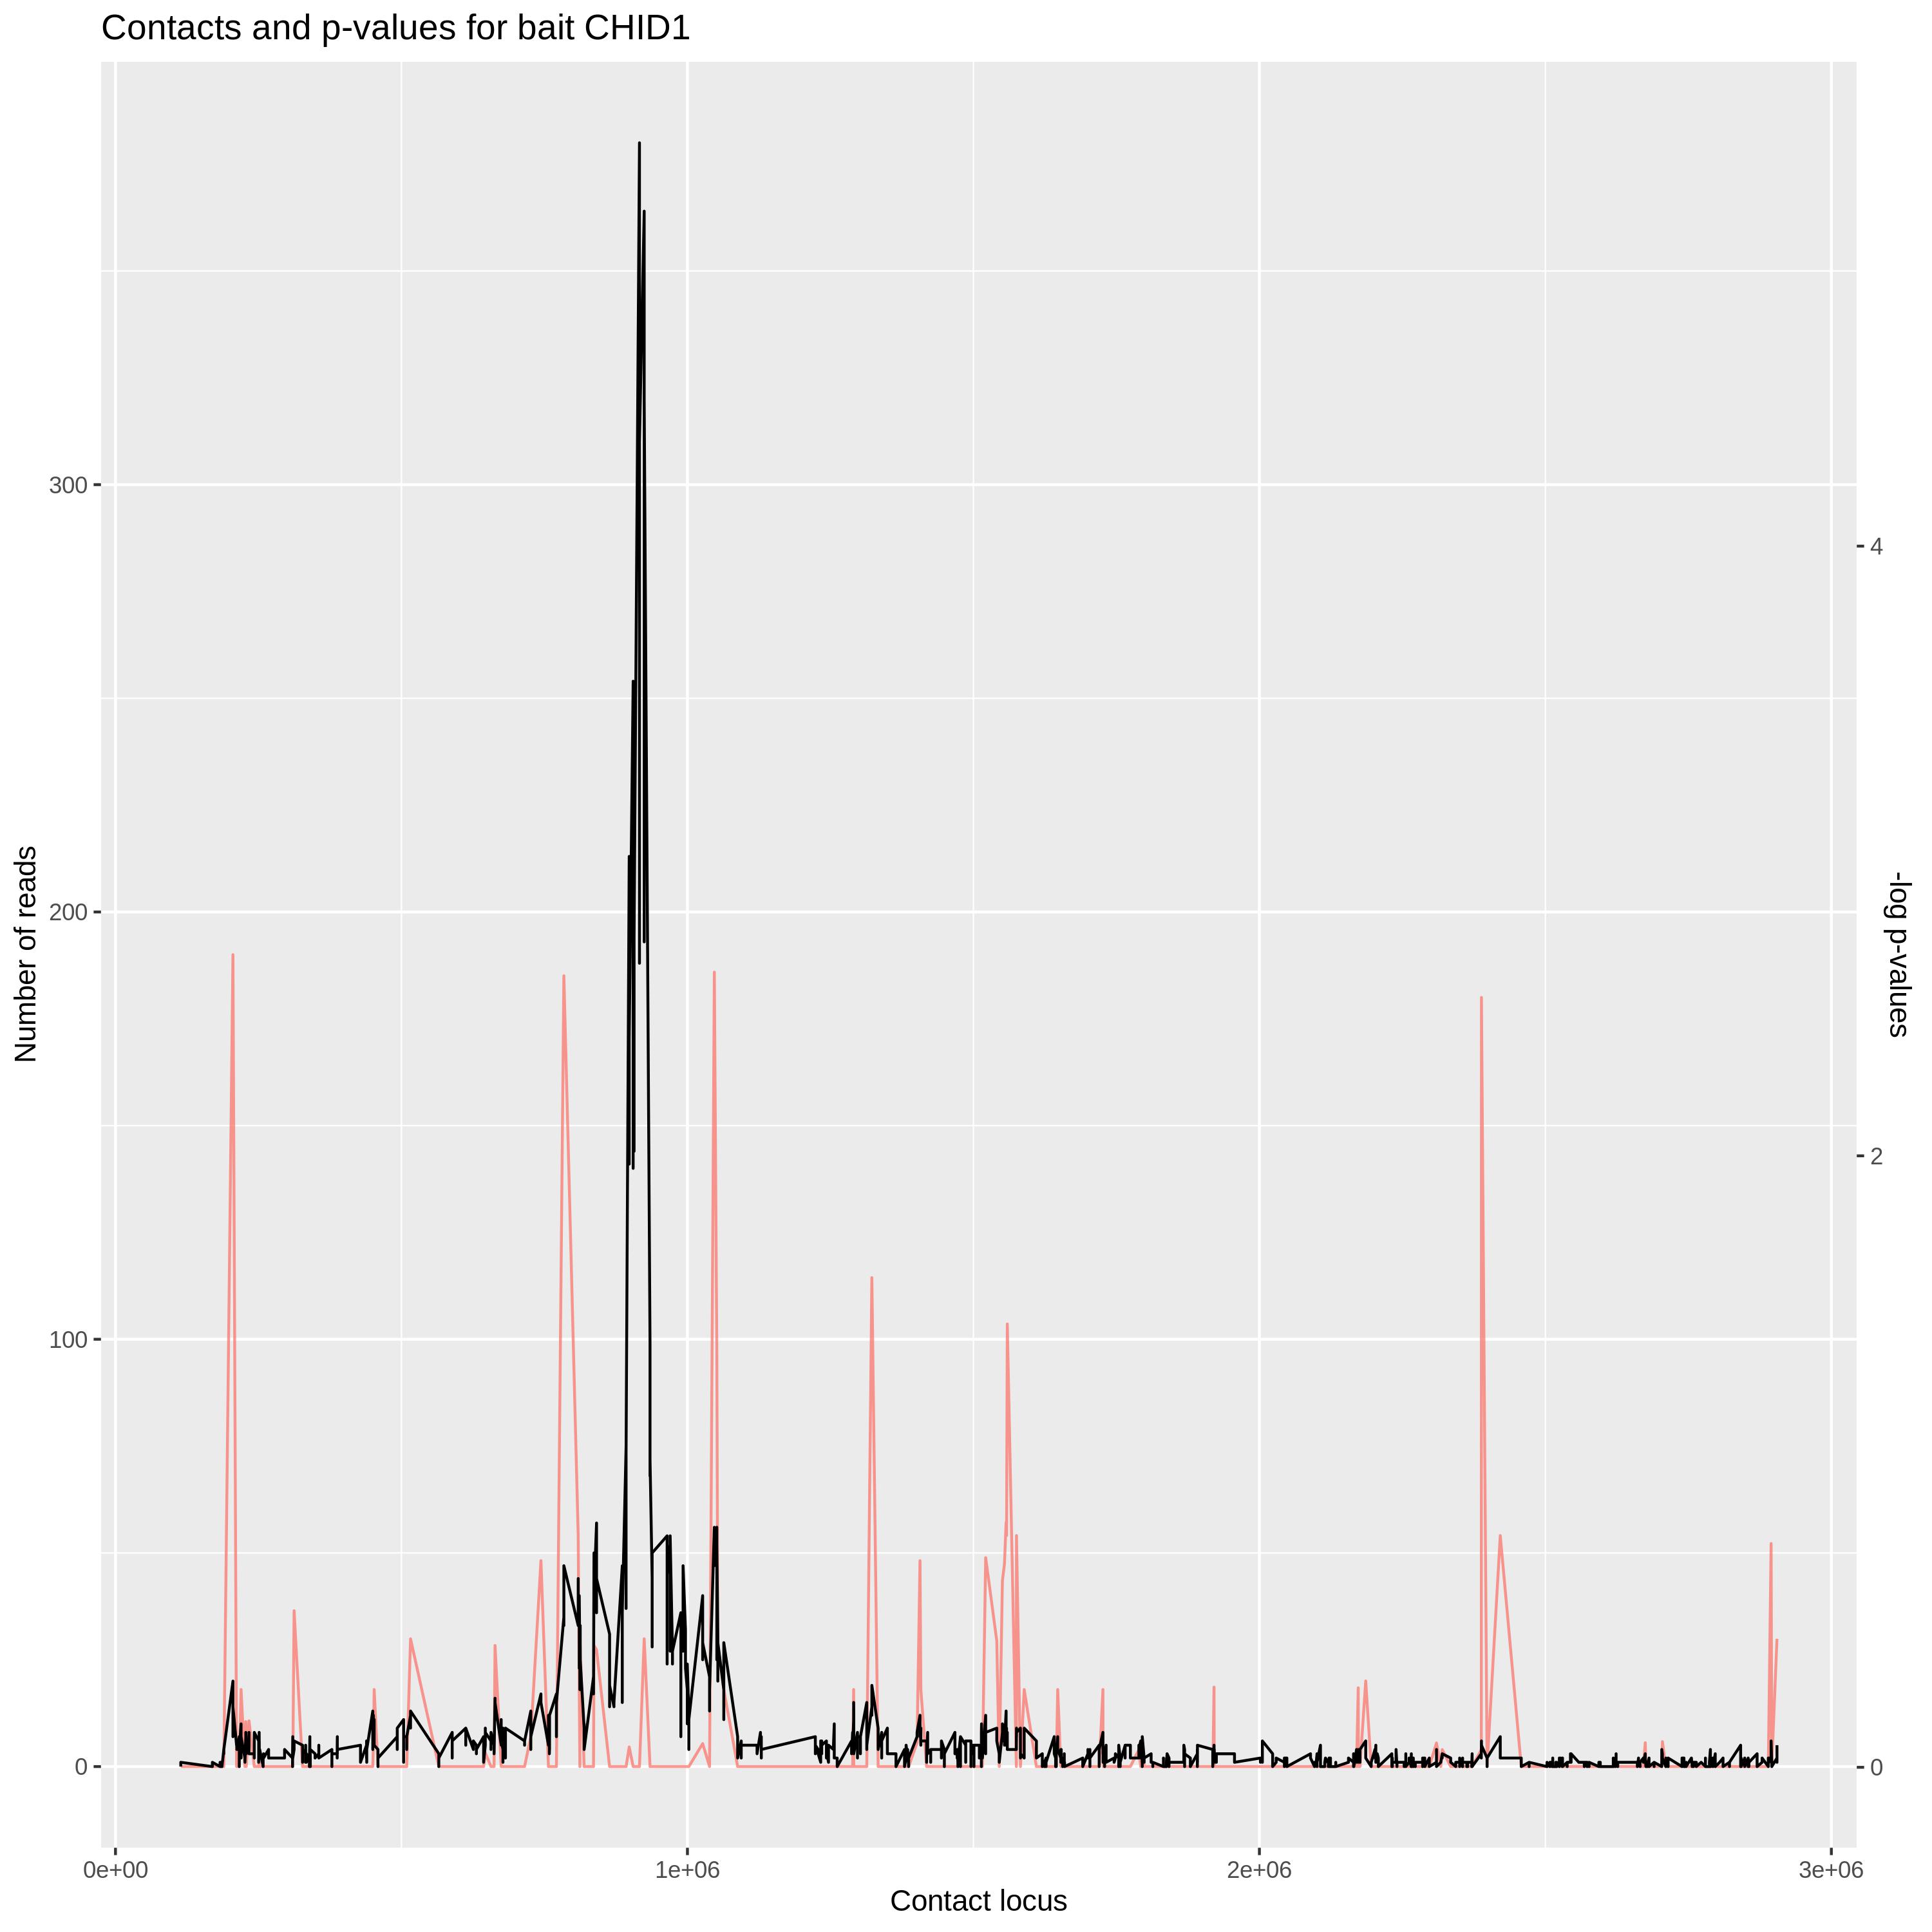 Contacts and p-values for bait CHID1
Number of reads
300
200
100
0
4
2
0
-log p-values
0e+00
1e+06
2e+06
3e+06
Contact locus